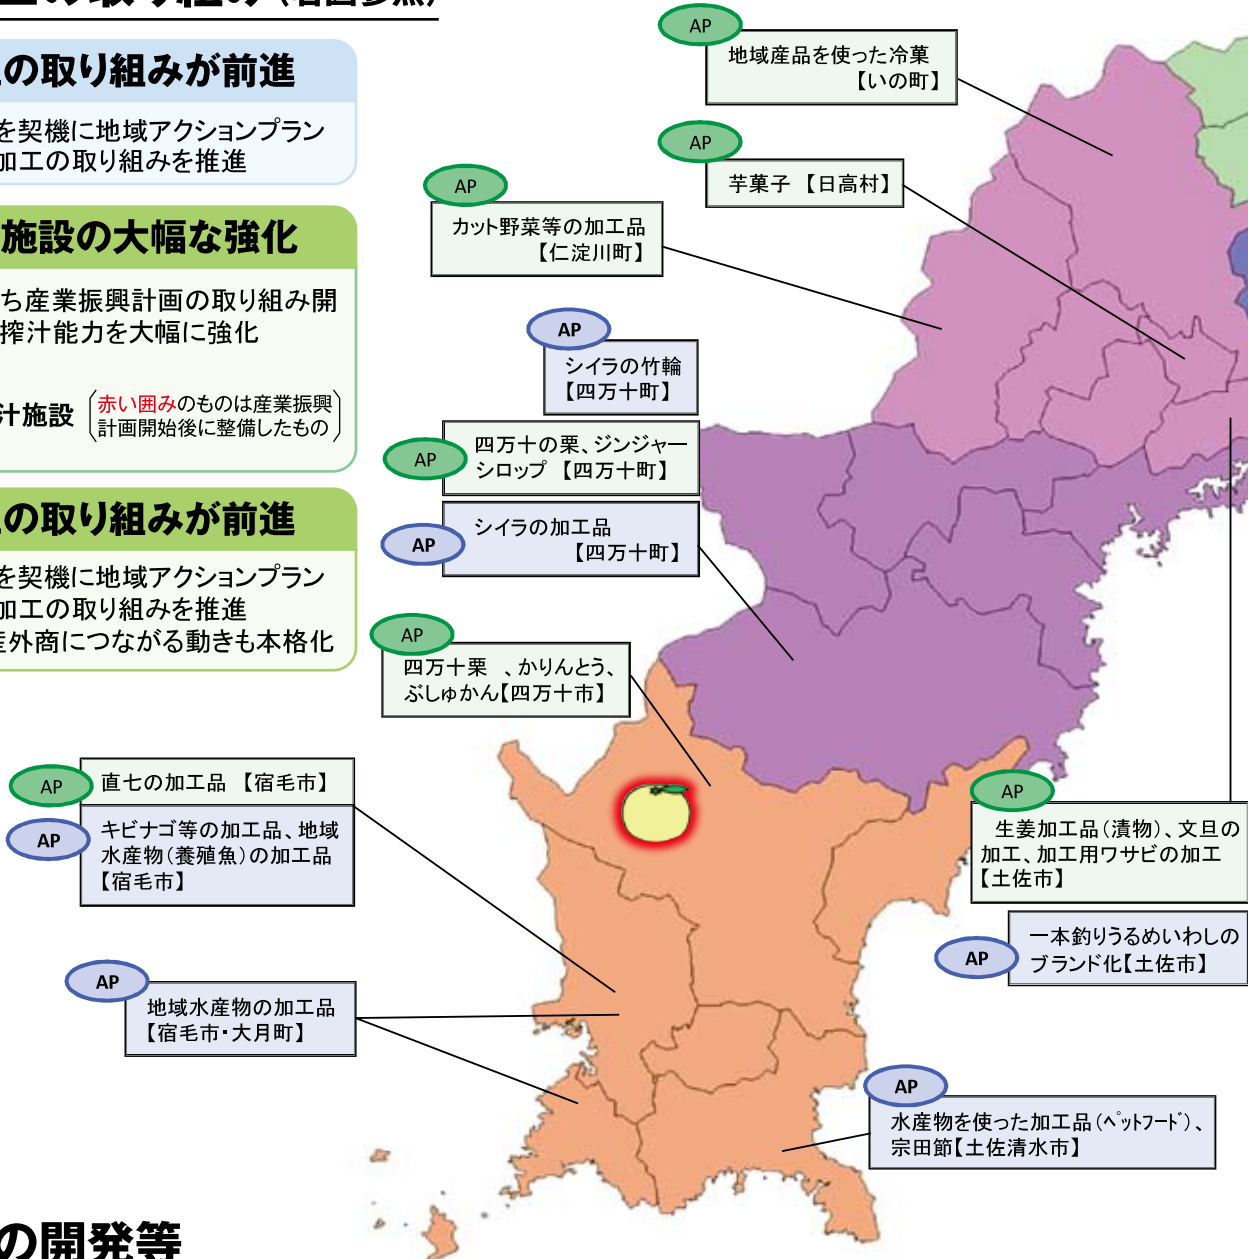 の取り組みが前進
を契機に地域アクションプラン
加工の取り組みを推進
施設の大幅な強化
ち産業振興計画の取り組み開
搾汁能力を大幅に強化
汁施設
赤い囲みのものは産業振興
計画開始後に整備したもの
の取り組みが前進
を契機に地域アクションプラン
加工の取り組みを推進
産外商につながる動きも本格化
AP
地域産品を使った冷菓
【いの町】
AP
芋菓子 【日高村】
AP
カット野菜等の加工品
【仁淀川町】
AP
シイラの竹輪
【四万十町】
AP
四万十の栗、ジンジャー
シロップ 【四万十町】
AP
シイラの加工品
【四万十町】
AP
四万十栗 、かりんとう、
ぶしゅかん【四万十市】
AP
直七の加工品 【宿毛市】
AP
キビナゴ等の加工品、地域
水産物(養殖魚)の加工品
【宿毛市】
AP
地域水産物の加工品
【宿毛市・大月町】
AP
生姜加工品(漬物)、文旦の
加工、加工用ワサビの加工
【土佐市】
AP
一本釣りうるめいわしの
ブランド化【土佐市】
AP
水産物を使った加工品(ﾍﾟｯﾄﾌｰﾄﾞ)、
宗田節【土佐清水市】
の開発等